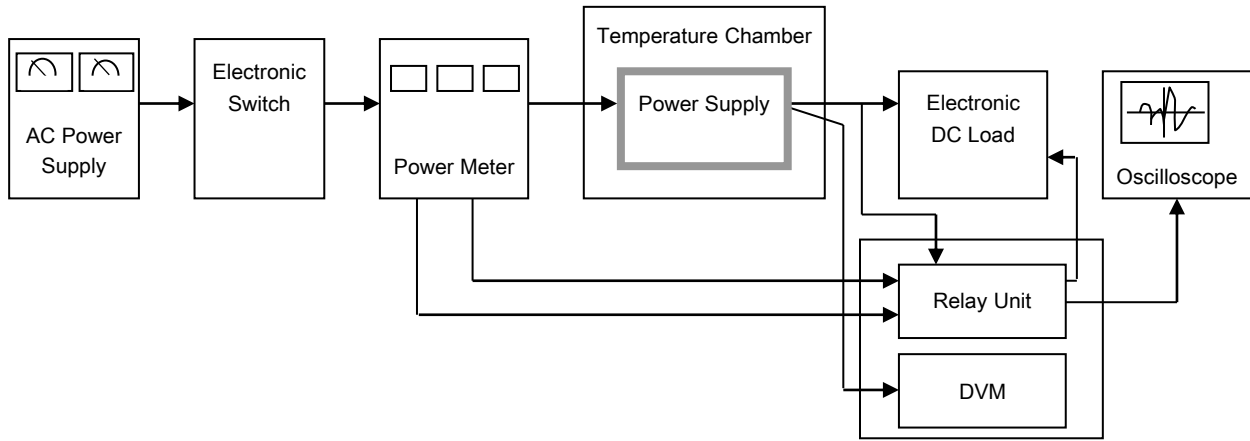 AC Power
Supply
Electronic
Switch
Power Meter
Temperature Chamber
Power Supply
Electronic
DC Load
Oscilloscope
Relay Unit
DVM